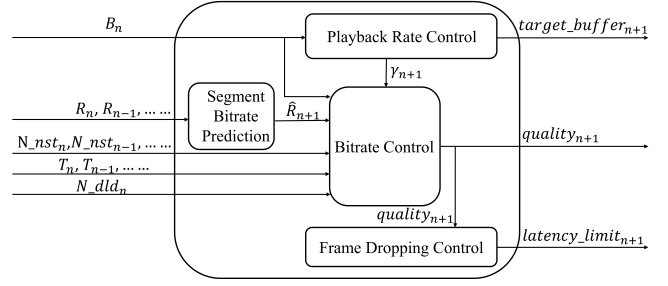 B_n
Playback Rate Control
target_buffer_{n+1}
γ_{n+1}
R_n, R_{n-1}, … …
Segment
Bitrate
Prediction
R̂_{n+1}
N_nst_n, N_nst_{n-1}, … …
Bitrate Control
quality_{n+1}
T_n, T_{n-1}, … …
N_dld_n
quality_{n+1}
Frame Dropping Control
latency_limit_{n+1}